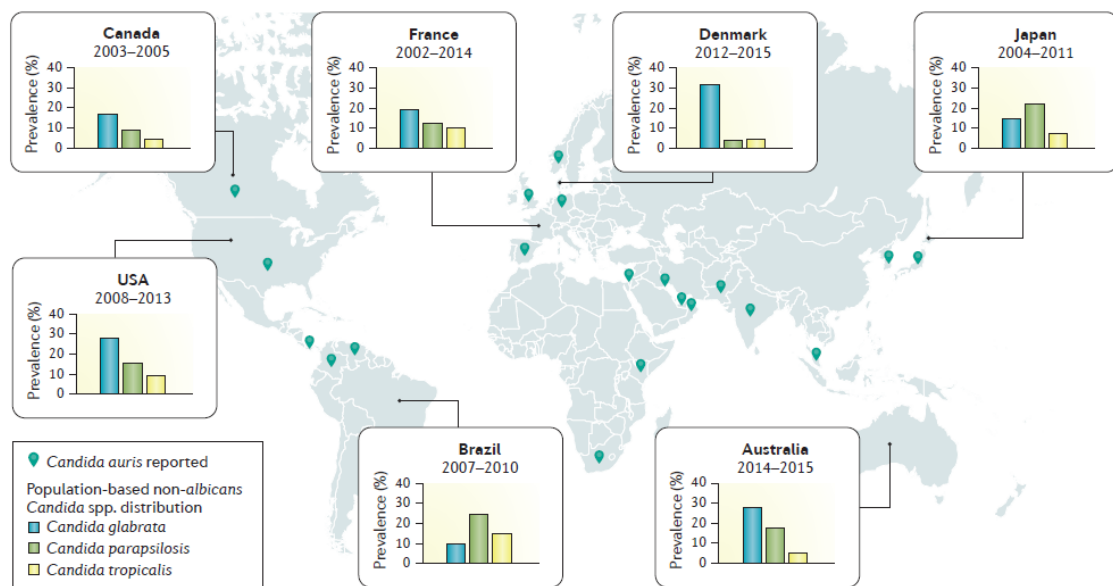 Canada
2003–2005
Prevalence (%)
40
30
20
10
0
France
2002–2014
Prevalence (%)
40
30
20
10
0
Denmark
2012–2015
Prevalence (%)
40
30
20
10
0
Japan
2004–2011
Prevalence (%)
40
30
20
10
0
USA
2008–2013
Prevalence (%)
40
30
20
10
0
Brazil
2007–2010
Prevalence (%)
40
30
20
10
0
Australia
2014–2015
Prevalence (%)
40
30
20
10
0
Candida auris reported
Population-based non-albicans
Candida spp. distribution
Candida glabrata
Candida parapsilosis
Candida tropicalis